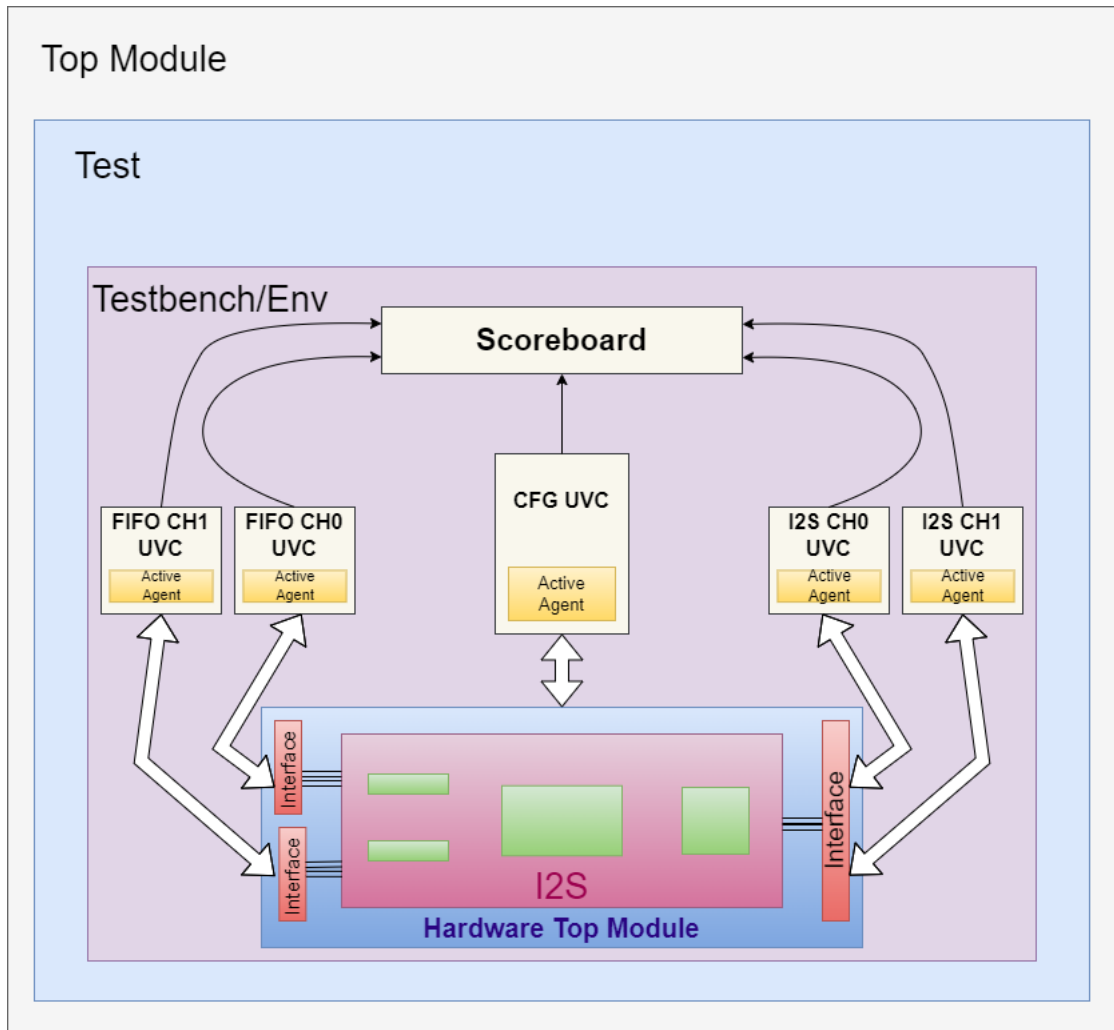 Top Module
Test
Testbench/Env
Scoreboard
CFG UVC
Active
Agent
FIFO CH1
UVC
Active
Agent
FIFO CH0
UVC
Active
Agent
I2S CH0
UVC
Active
Agent
I2S CH1
UVC
Active
Agent
Interface
Interface
Interface
I2S
Hardware Top Module